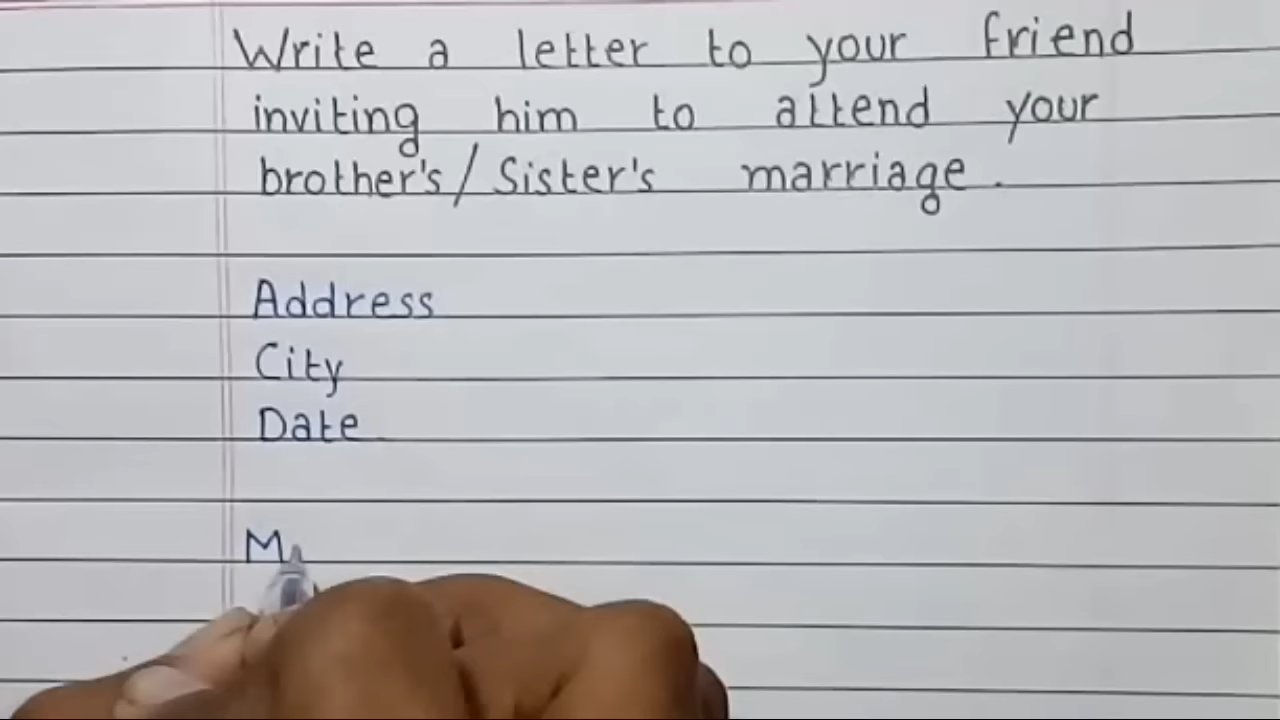 Write a letter to your friend
inviting him to attend your
brother's/Sister's marriage.
Address
City
Date
M